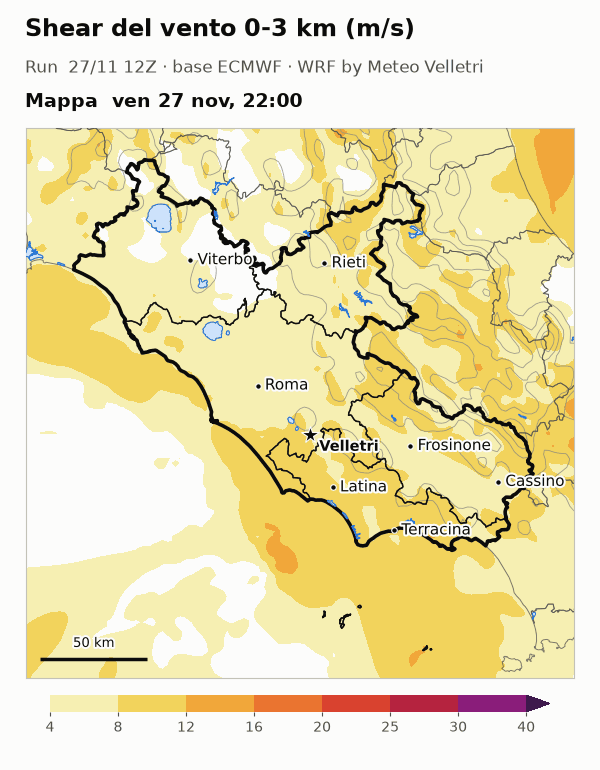 Shear del vento 0-3 km (m/s)
Run  27/11 12Z · base ECMWF · WRF by Meteo Velletri
Mappa  ven 27 nov, 22:00
Viterbo
Rieti
Roma
Velletri
Frosinone
Cassino
Latina
Terracina
50 km
4 8 12 16 20 25 30 40